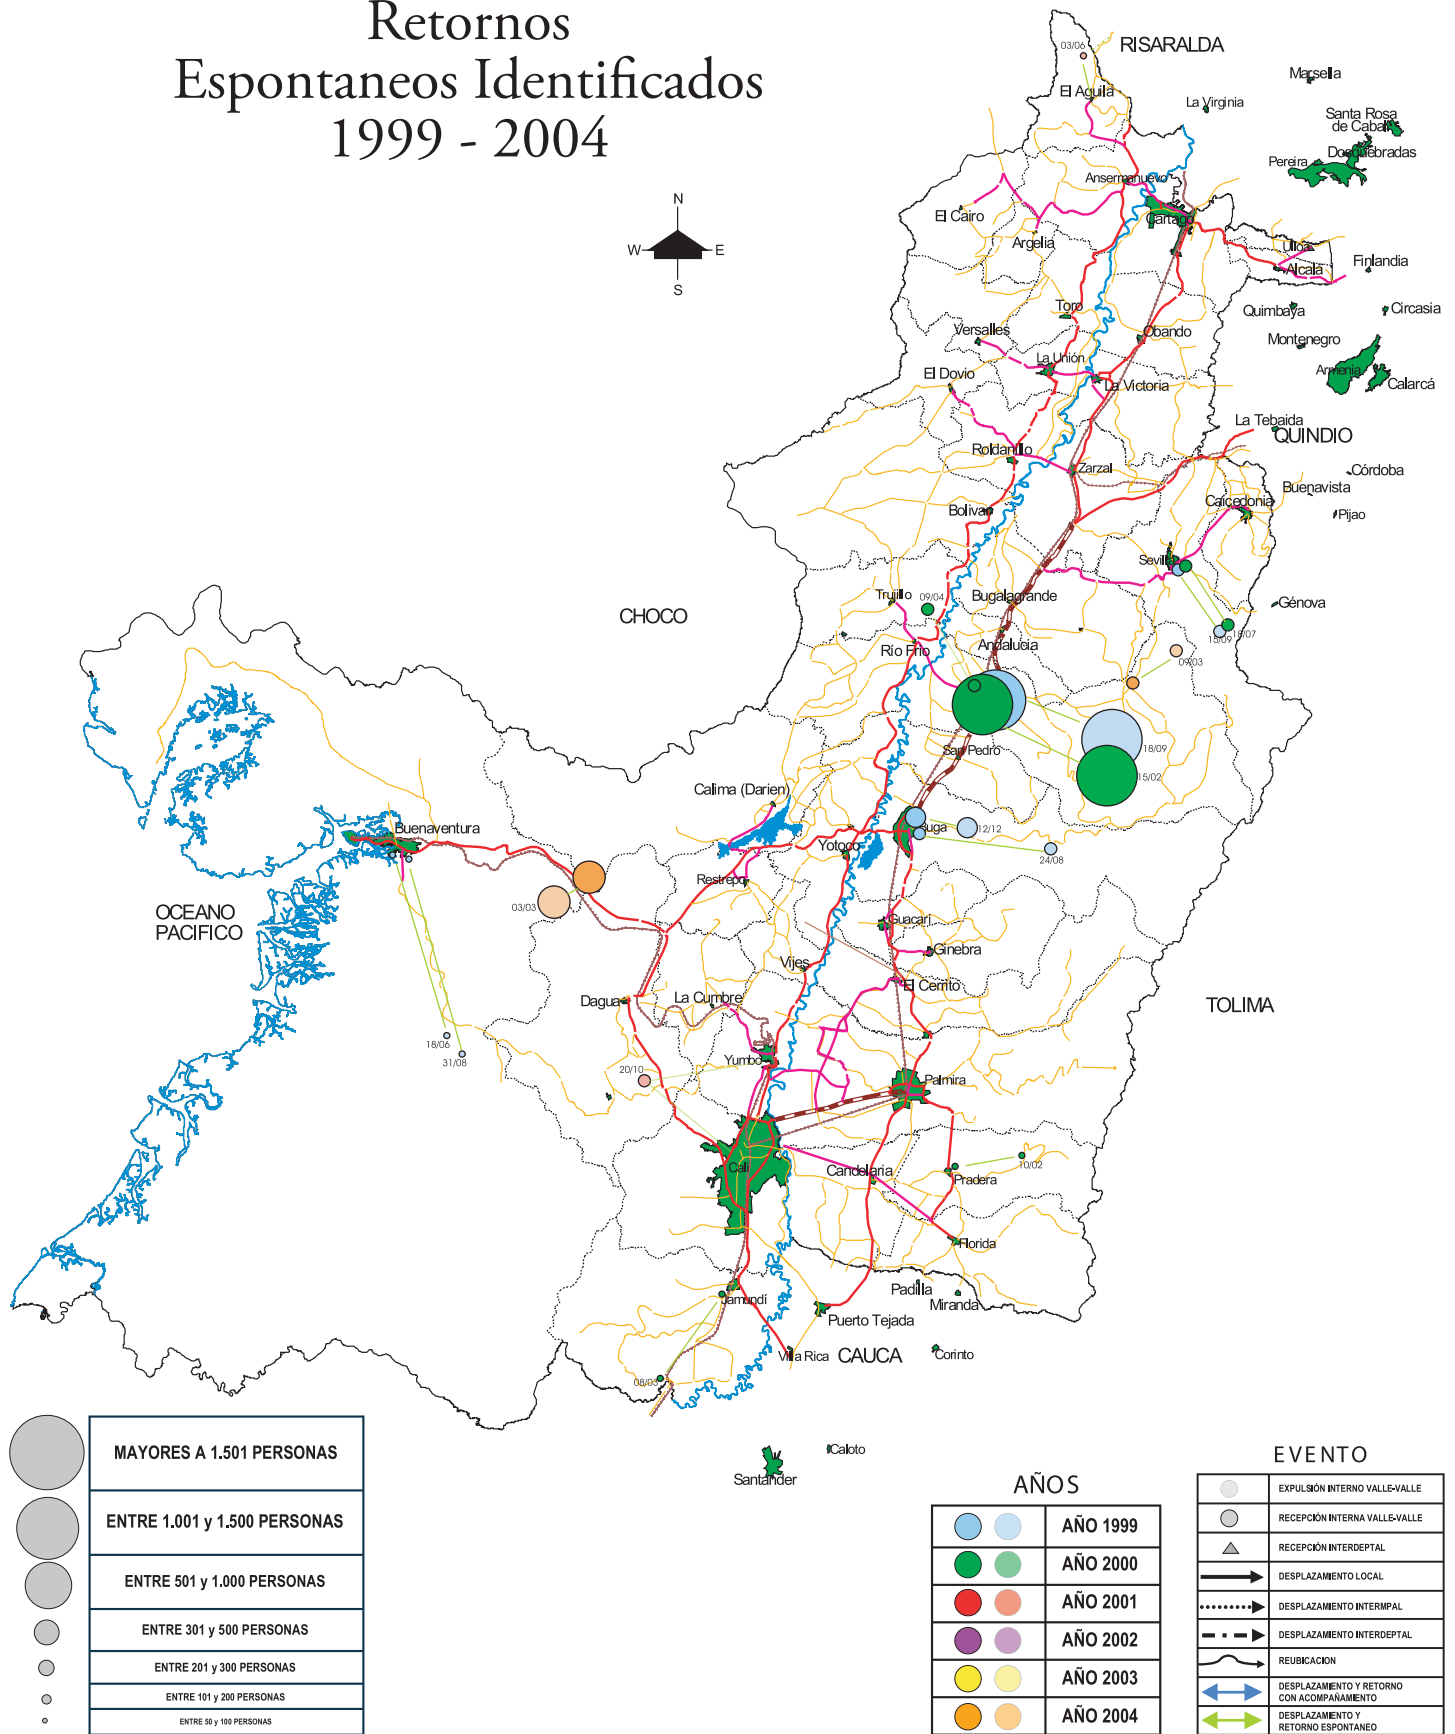 Retornos
Espontaneos Identificados
1999 - 2004
N
W
E
S
03/06
RISARALDA
El Aguila
Marsella
La Virginia
Santa Rosa
de Cabal
Dosquebradas
Pereira
Ansermanuevo
El Cairo
Cartago
Argelia
Ulloa
Alcalá
Finlandia
Toro
Quimbaya
Circasia
Versalles
Obando
Montenegro
La Unión
El Dovio
La Victoria
Armenia
Calarcá
La Tebaida
QUINDIO
Roldanillo
Zarzal
Córdoba
Buenavista
Caicedonia
Pijao
Bolívar
Sevilla
CHOCO
Trujillo
09/04
Bugalagrande
Génova
15/09
18/07
Andalucia
Río Frío
09/03
San Pedro
18/09
15/02
Calima (Darien)
Buenaventura
Buga
12/12
Yotoco
24/08
Restrepo
03/03
OCEANO
PACIFICO
Guacarí
Ginebra
Vijes
El Cerrito
Dagua
La Cumbre
TOLIMA
18/06
31/08
Yumbo
20/10
Palmira
Cali
Candelaria
Pradera
10/02
Florida
Jamundí
Padilla
Miranda
Puerto Tejada
Villa Rica
CAUCA
Corinto
08/03
Caloto
Santander
MAYORES A 1.501 PERSONAS
ENTRE 1.001 y 1.500 PERSONAS
ENTRE 501 y 1.000 PERSONAS
ENTRE 301 y 500 PERSONAS
ENTRE 201 y 300 PERSONAS
ENTRE 101 y 200 PERSONAS
ENTRE 50 y 100 PERSONAS
AÑOS
AÑO 1999
AÑO 2000
AÑO 2001
AÑO 2002
AÑO 2003
AÑO 2004
EVENTO
EXPULSIÓN INTERNO VALLE-VALLE
RECEPCIÓN INTERNA VALLE-VALLE
RECEPCIÓN INTERDEPTAL
DESPLAZAMIENTO LOCAL
DESPLAZAMIENTO INTERMPAL
DESPLAZAMIENTO INTERDEPTAL
REUBICACION
DESPLAZAMIENTO Y RETORNO
CON ACOMPAÑAMIENTO
DESPLAZAMIENTO Y
RETORNO ESPONTANEO